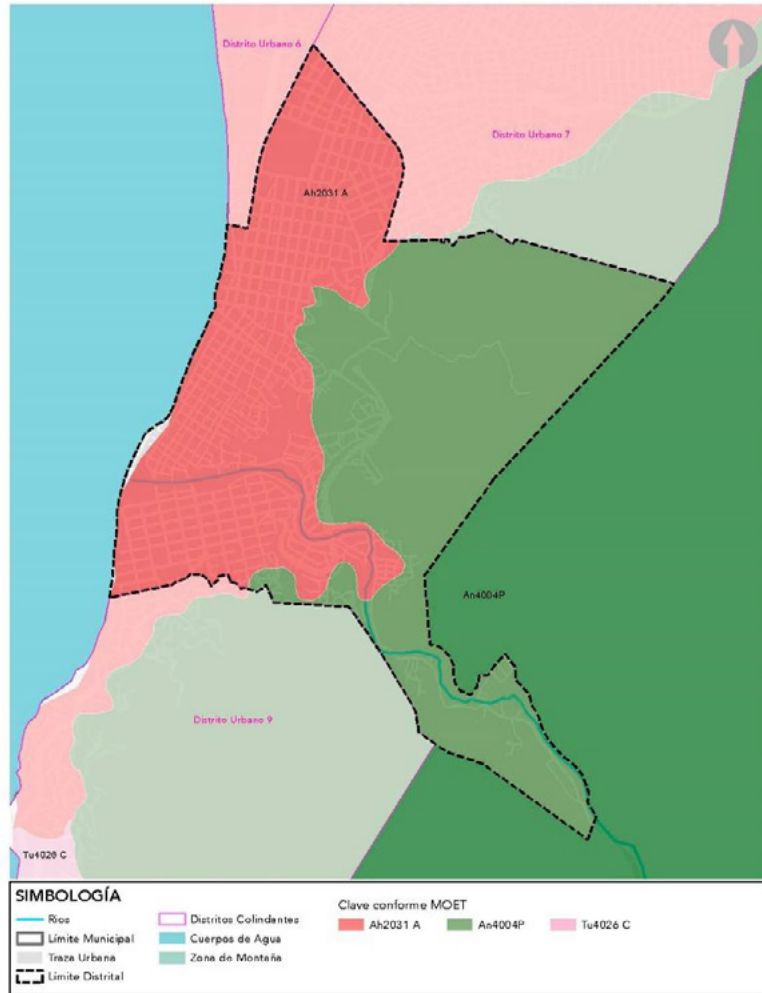 Distrito Urbano 6
Distrito Urbano 7
Ah2031 A
An4004P
Distrito Urbano 9
Tu4026 C
SIMBOLOGÍA
Ríos
Límite Municipal
Traza Urbana
Límite Distrital
Distritos Colindantes
Cuerpos de Agua
Zona de Montaña
Clave conforme MOET
Ah2031 A
An4004P
Tu4026 C